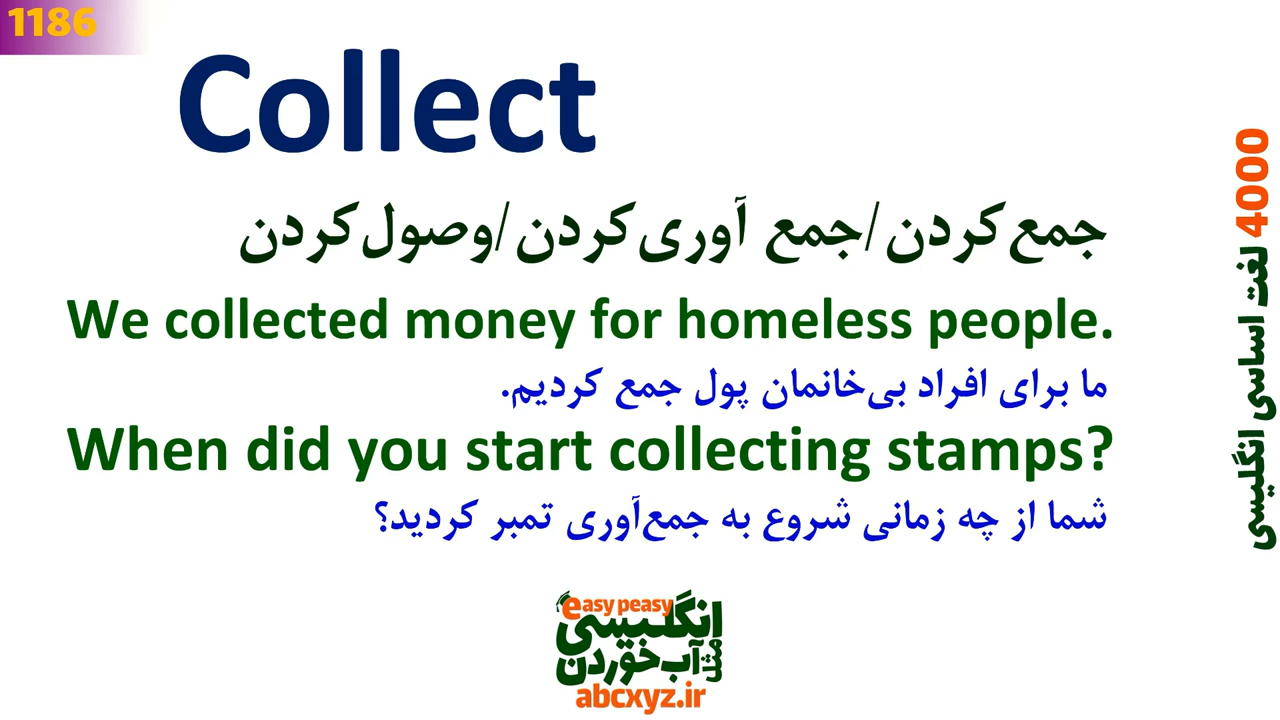 1186
Collect
جمع کردن/جمع آوری کردن/وصول کردن
We collected money for homeless people.
ما برای افراد بی‌خانمان پول جمع کردیم.
When did you start collecting stamps?
شما از چه زمانی شروع به جمع‌آوری تمبر کردید؟
4000 لغت اساسی انگلیسی
easy peasy
انگلیسی
مثل آب خوردن
abcxyz.ir